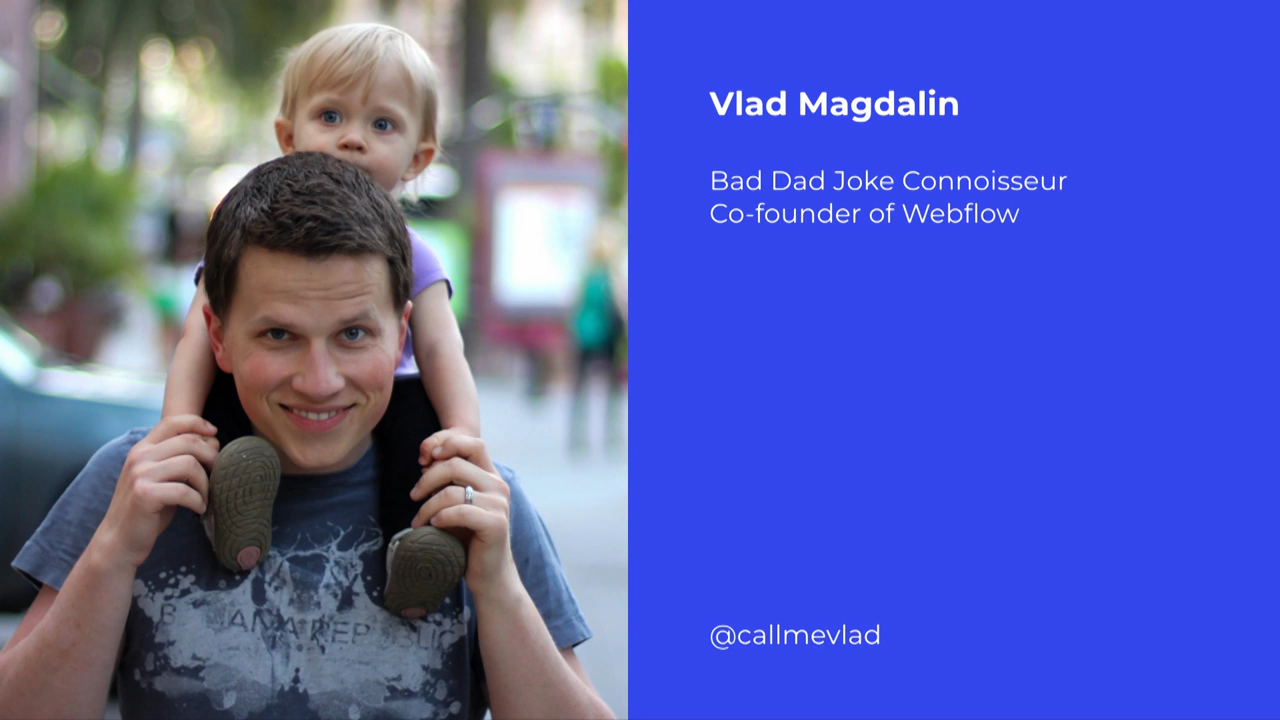 Vlad Magdalin
Bad Dad Joke Connoisseur
Co-founder of Webflow
@callmevlad